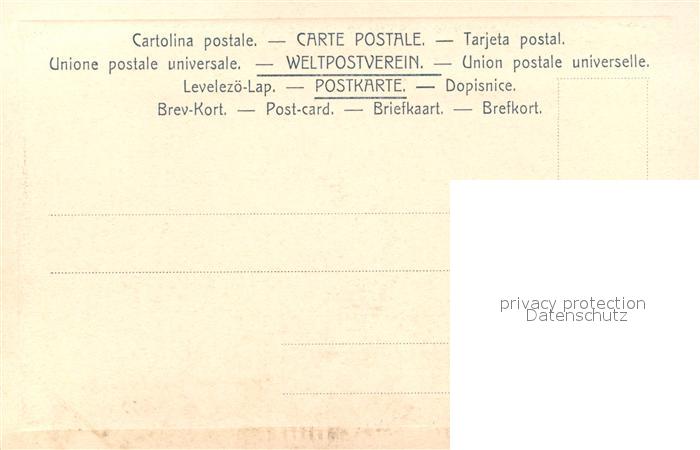 Cartolina postale. — CARTE POSTALE. — Tarjeta postal.
Unione postale universale. — WELTPOSTVEREIN. — Union postale universelle.
Levelezö-Lap. — POSTKARTE. — Dopisnice.
Brev-Kort. — Post-card. — Briefkaart. — Brefkort.
privacy protection
Datenschutz